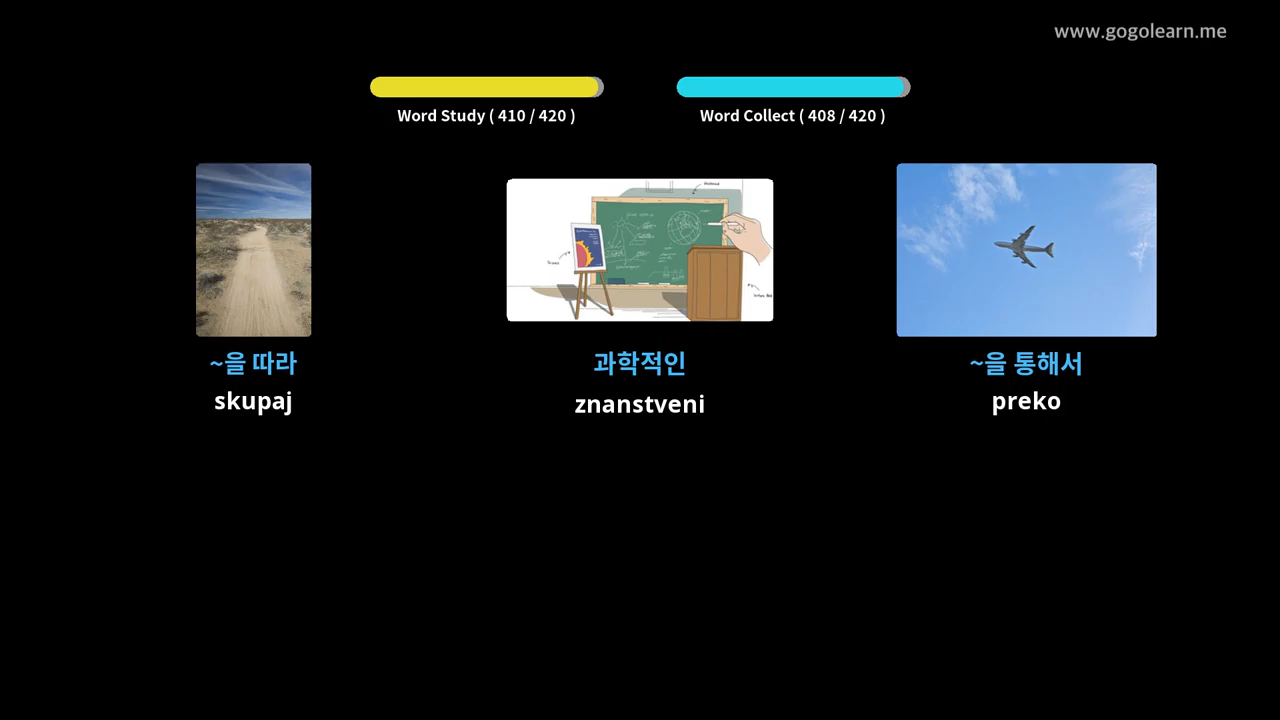 www.gogolearn.me
Word Study ( 410 / 420 )
Word Collect ( 408 / 420 )
~을 따라
skupaj
과학적인
znanstveni
~을 통해서
preko